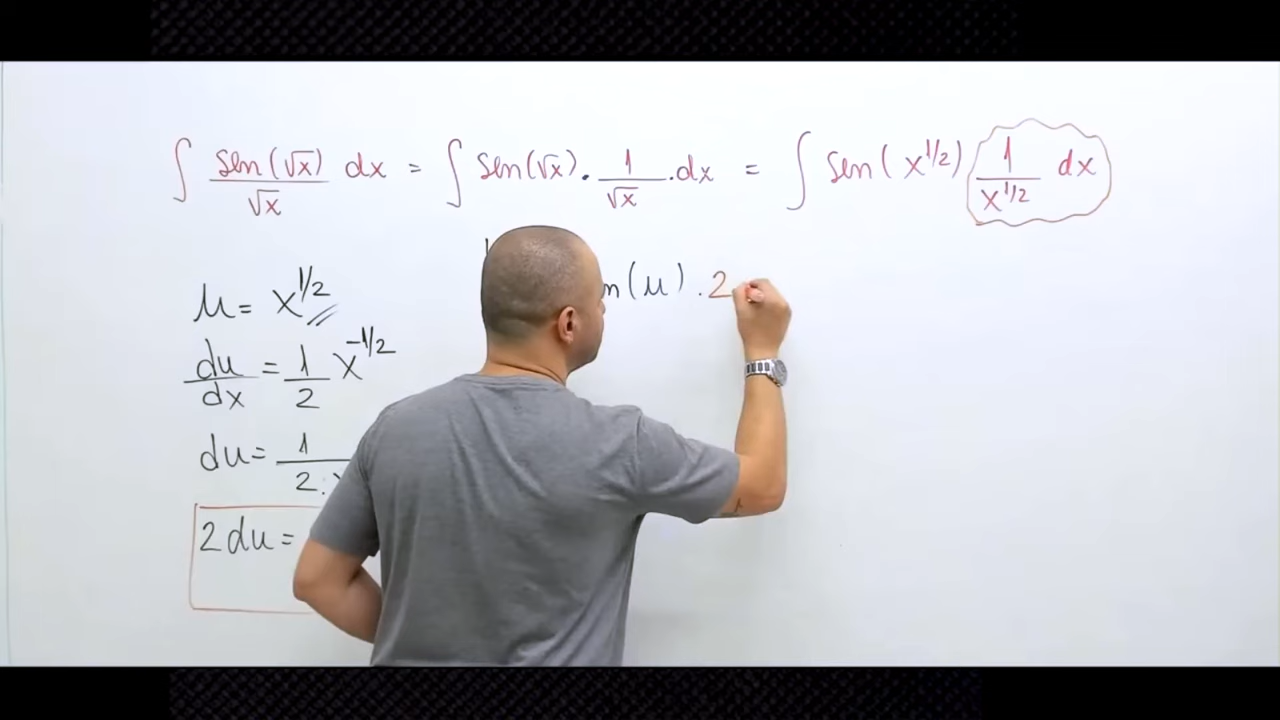 ∫ sen(√x)/√x dx = ∫ sen(√x) · 1/√x · dx = ∫ sen(x^1/2) 1/x^1/2 dx
n(u) . 2
u = x^1/2
du/dx = 1/2 x^-1/2
du = 1/2.
2du =